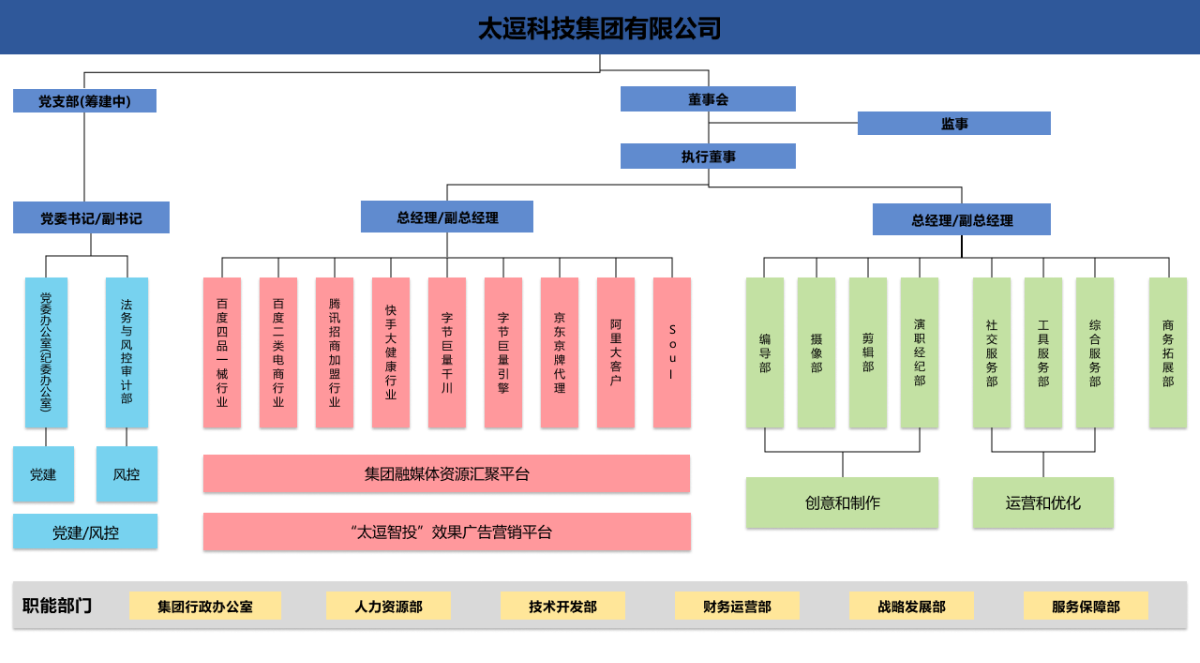 太逗科技集团有限公司
党支部(筹建中)
董事会
监事
执行董事
党委书记/副书记
总经理/副总经理
总经理/副总经理
党委办公室(纪委办公室)
法务与风控审计部
百度四品一械行业
百度二类电商行业
腾讯招商加盟行业
快手大健康行业
字节巨量千川
字节巨量引擎
京东京牌代理
阿里大客户
Soul
编导部
摄像部
剪辑部
演职经纪部
社交服务部
工具服务部
综合服务部
商务拓展部
党建
风控
集团融媒体资源汇聚平台
创意和制作
运营和优化
党建/风控
“太逗智投”效果广告营销平台
职能部门
集团行政办公室
人力资源部
技术开发部
财务运营部
战略发展部
服务保障部